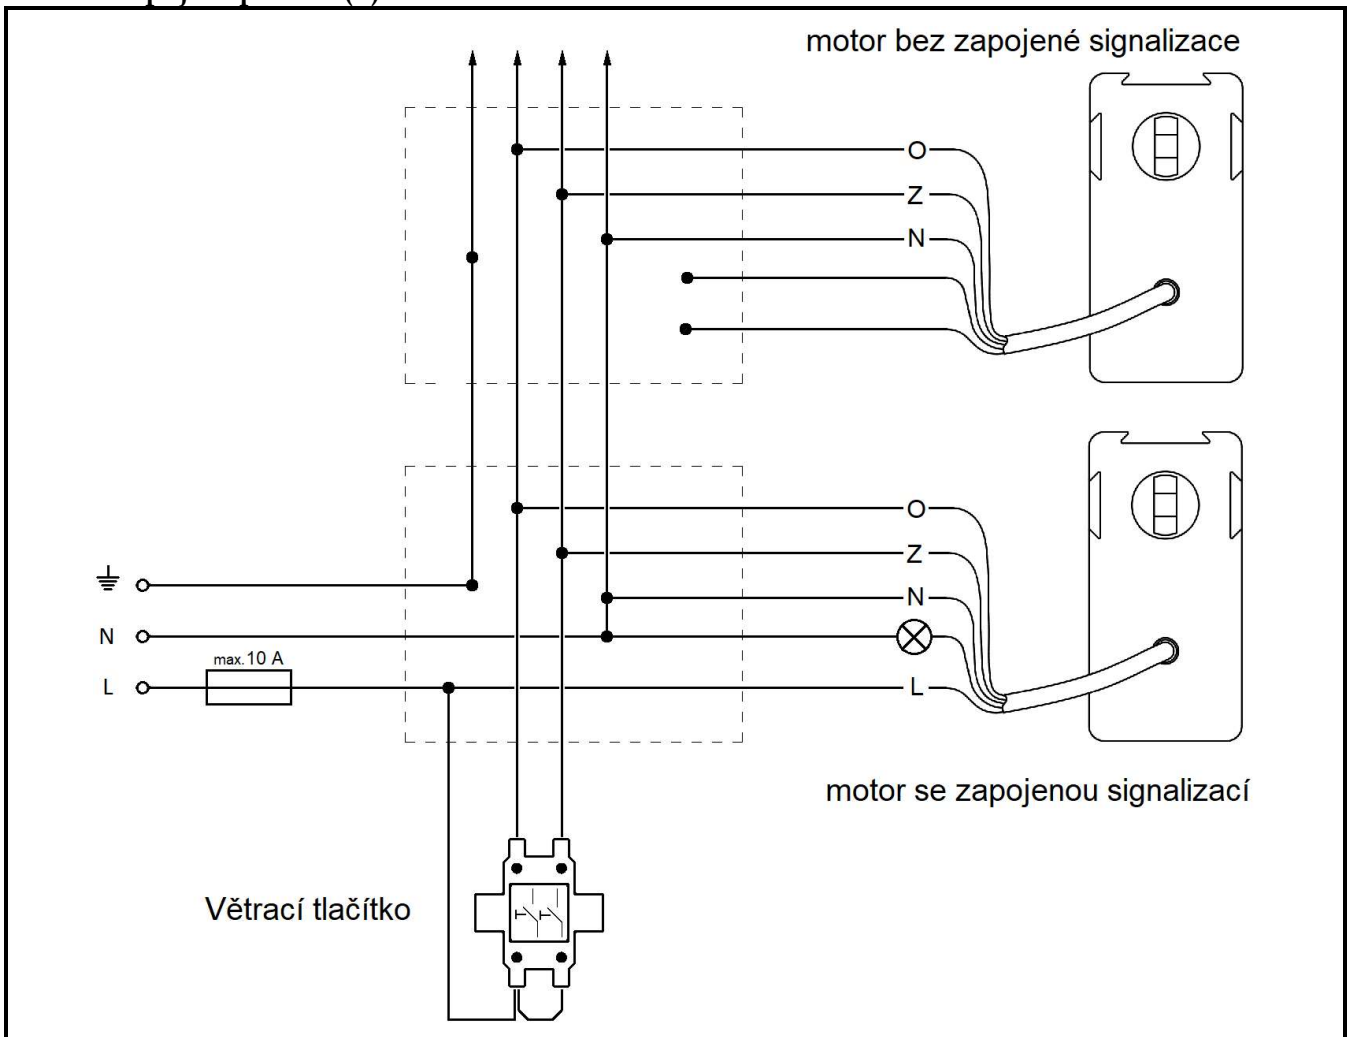 motor bez zapojené signalizace
O
Z
N
O
Z
N
N
max.10 A
L
L
motor se zapojenou signalizací
Větrací tlačítko